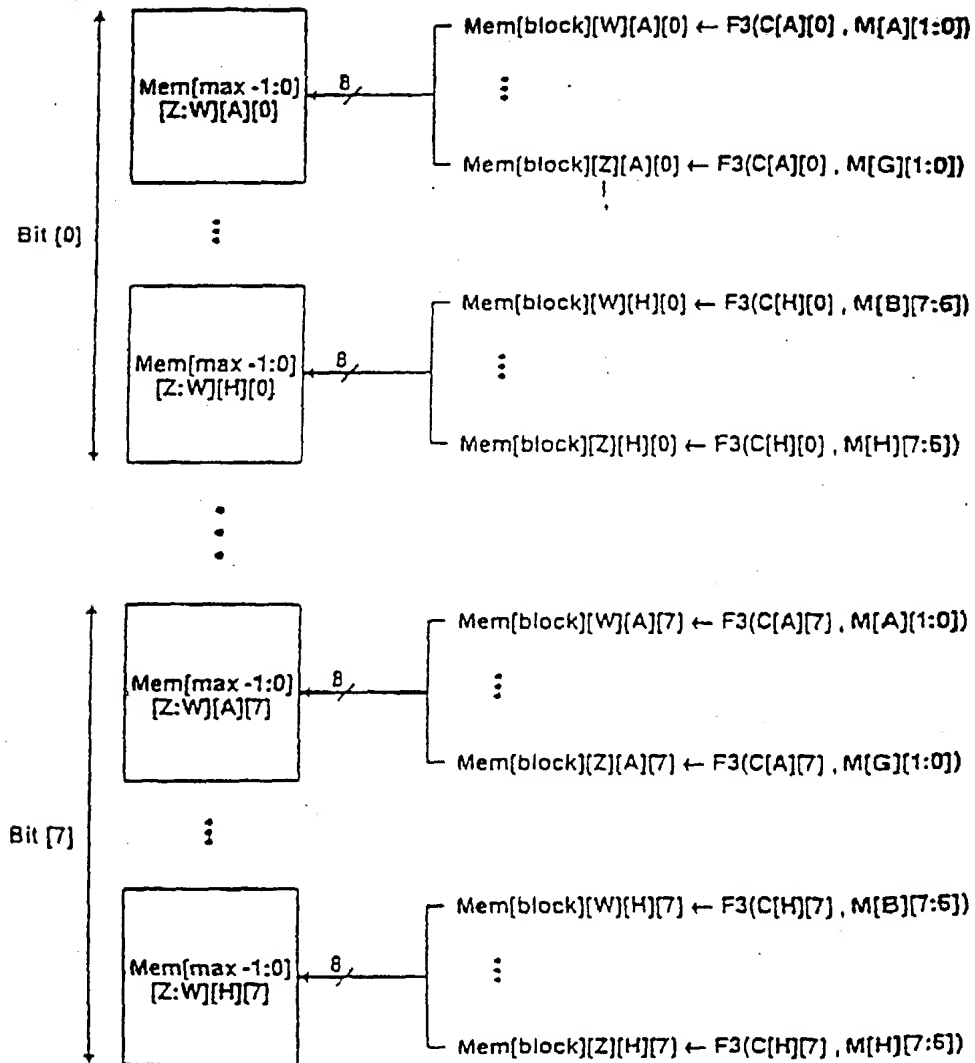 Mem[block][W][A][0] ← F3(C[A][0] , M[A][1:0])
Mem[max -1:0]
[Z:W][A][0]
8
Mem[block][Z][A][0] ← F3(C[A][0] , M[G][1:0])
Bit [0]
Mem[block][W][H][0] ← F3(C[H][0] , M[B][7:6])
Mem[max -1:0]
[Z:W][H][0]
8
Mem[block][Z][H][0] ← F3(C[H][0] , M[H][7:6])
Mem[block][W][A][7] ← F3(C[A][7] , M[A][1:0])
Mem[max -1:0]
[Z:W][A][7]
8
Mem[block][Z][A][7] ← F3(C[A][7] , M[G][1:0])
Bit [7]
Mem[block][W][H][7] ← F3(C[H][7] , M[B][7:6])
Mem[max -1:0]
[Z:W][H][7]
8
Mem[block][Z][H][7] ← F3(C[H][7] , M[H][7:6])